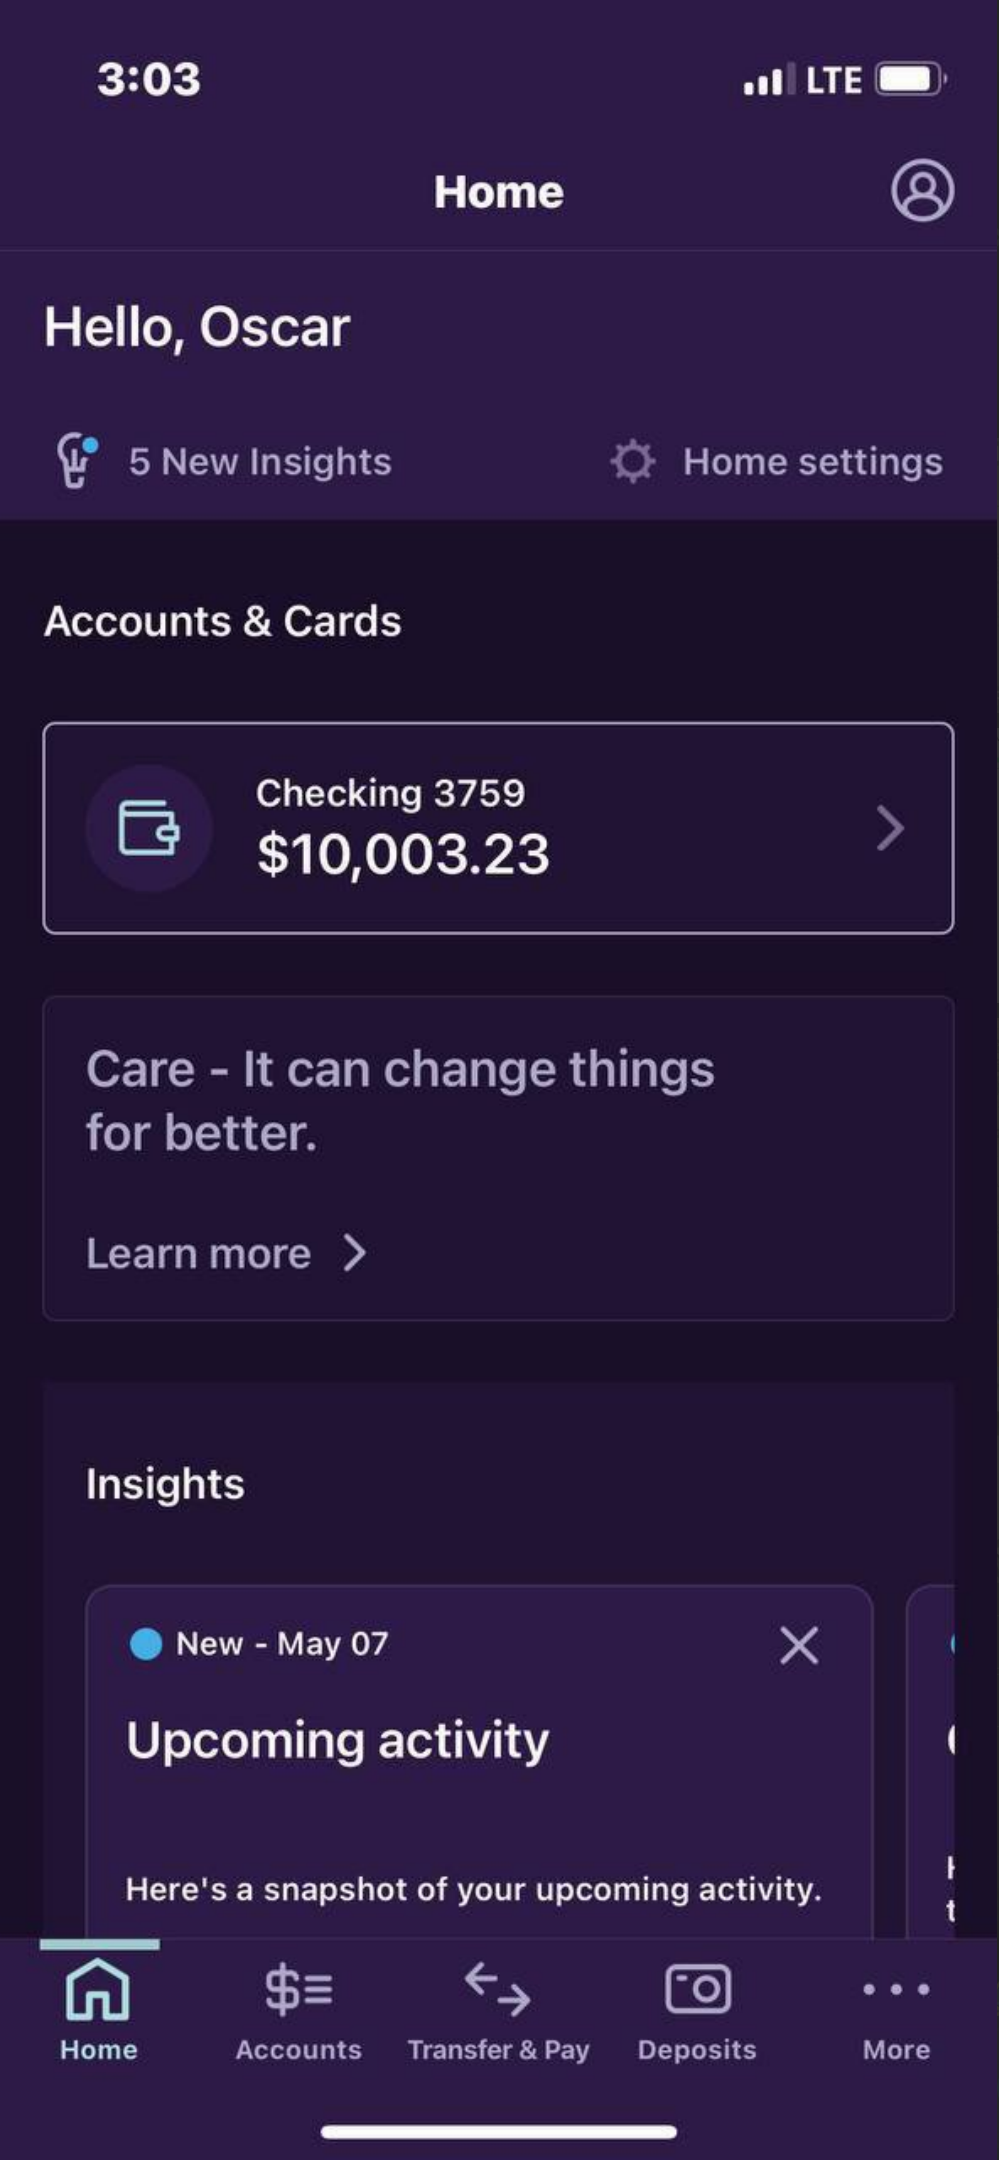 3:03 LTE
Home
Hello, Oscar
5 New Insights Home settings
Accounts & Cards
Checking 3759
$10,003.23
Care - It can change things
for better.
Learn more
Insights
New - May 07
Upcoming activity
Here's a snapshot of your upcoming activity.
Home Accounts Transfer & Pay Deposits More